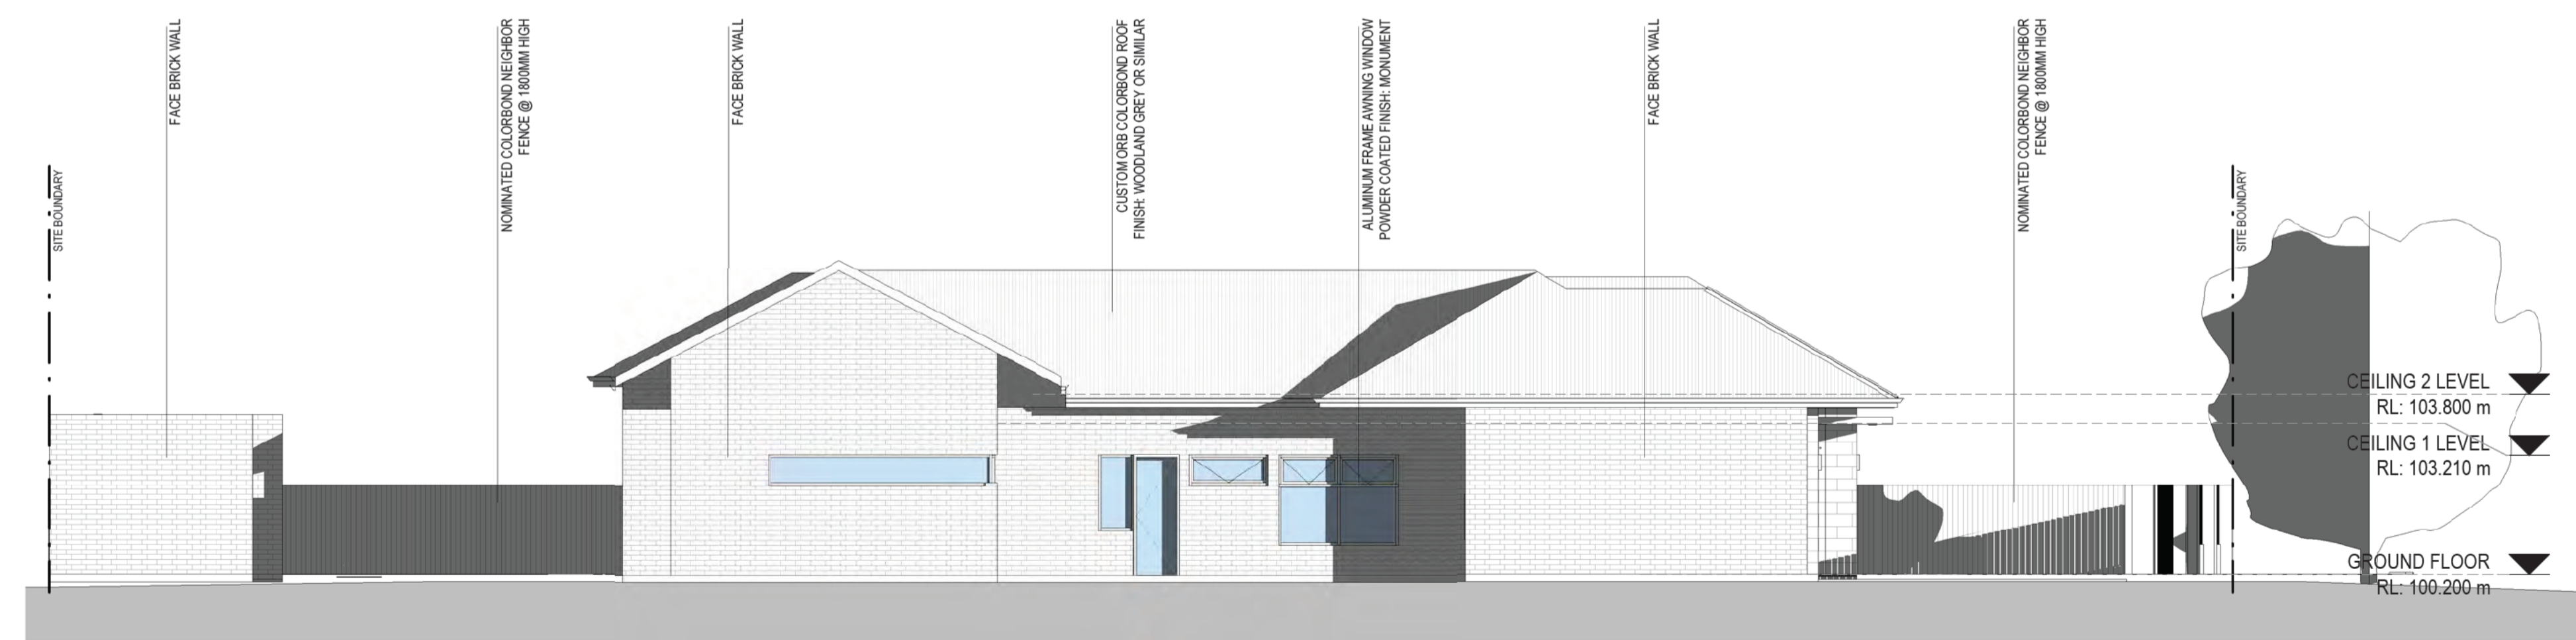 FACE BRICK WALL
NOMINATED COLORBOND NEIGHBOR
FENCE @ 1800MM HIGH
FACE BRICK WALL
CUSTOM ORB COLORBOND ROOF
FINISH: WOODLAND GREY OR SIMILAR
ALUMINUM FRAME AWNING WINDOW
POWDER COATED FINISH: MONUMENT
FACE BRICK WALL
NOMINATED COLORBOND NEIGHBOR
FENCE @ 1800MM HIGH
SITE BOUNDARY
SITE BOUNDARY
CEILING 2 LEVEL
RL: 103.800 m
CEILING 1 LEVEL
RL: 103.210 m
GROUND FLOOR
RL: 100.200 m